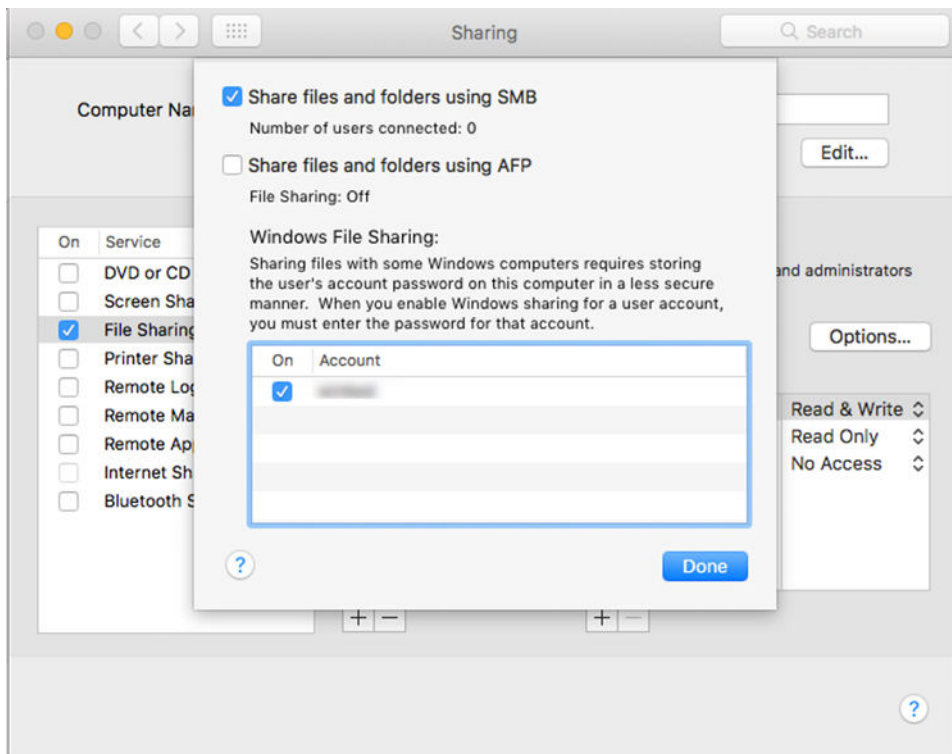 Sharing
Search
Computer Na
Edit...
Share files and folders using SMB
Number of users connected: 0
Share files and folders using AFP
File Sharing: Off
Windows File Sharing:
Sharing files with some Windows computers requires storing
the user's account password on this computer in a less secure
manner. When you enable Windows sharing for a user account,
you must enter the password for that account.
On Account
Done
?
On Service
DVD or CD
Screen Sha
File Sharing
Printer Sha
Remote Log
Remote Ma
Remote Ap
Internet Sh
Bluetooth S
and administrators
Options...
Read & Write
Read Only
No Access
+ −
+ −
?